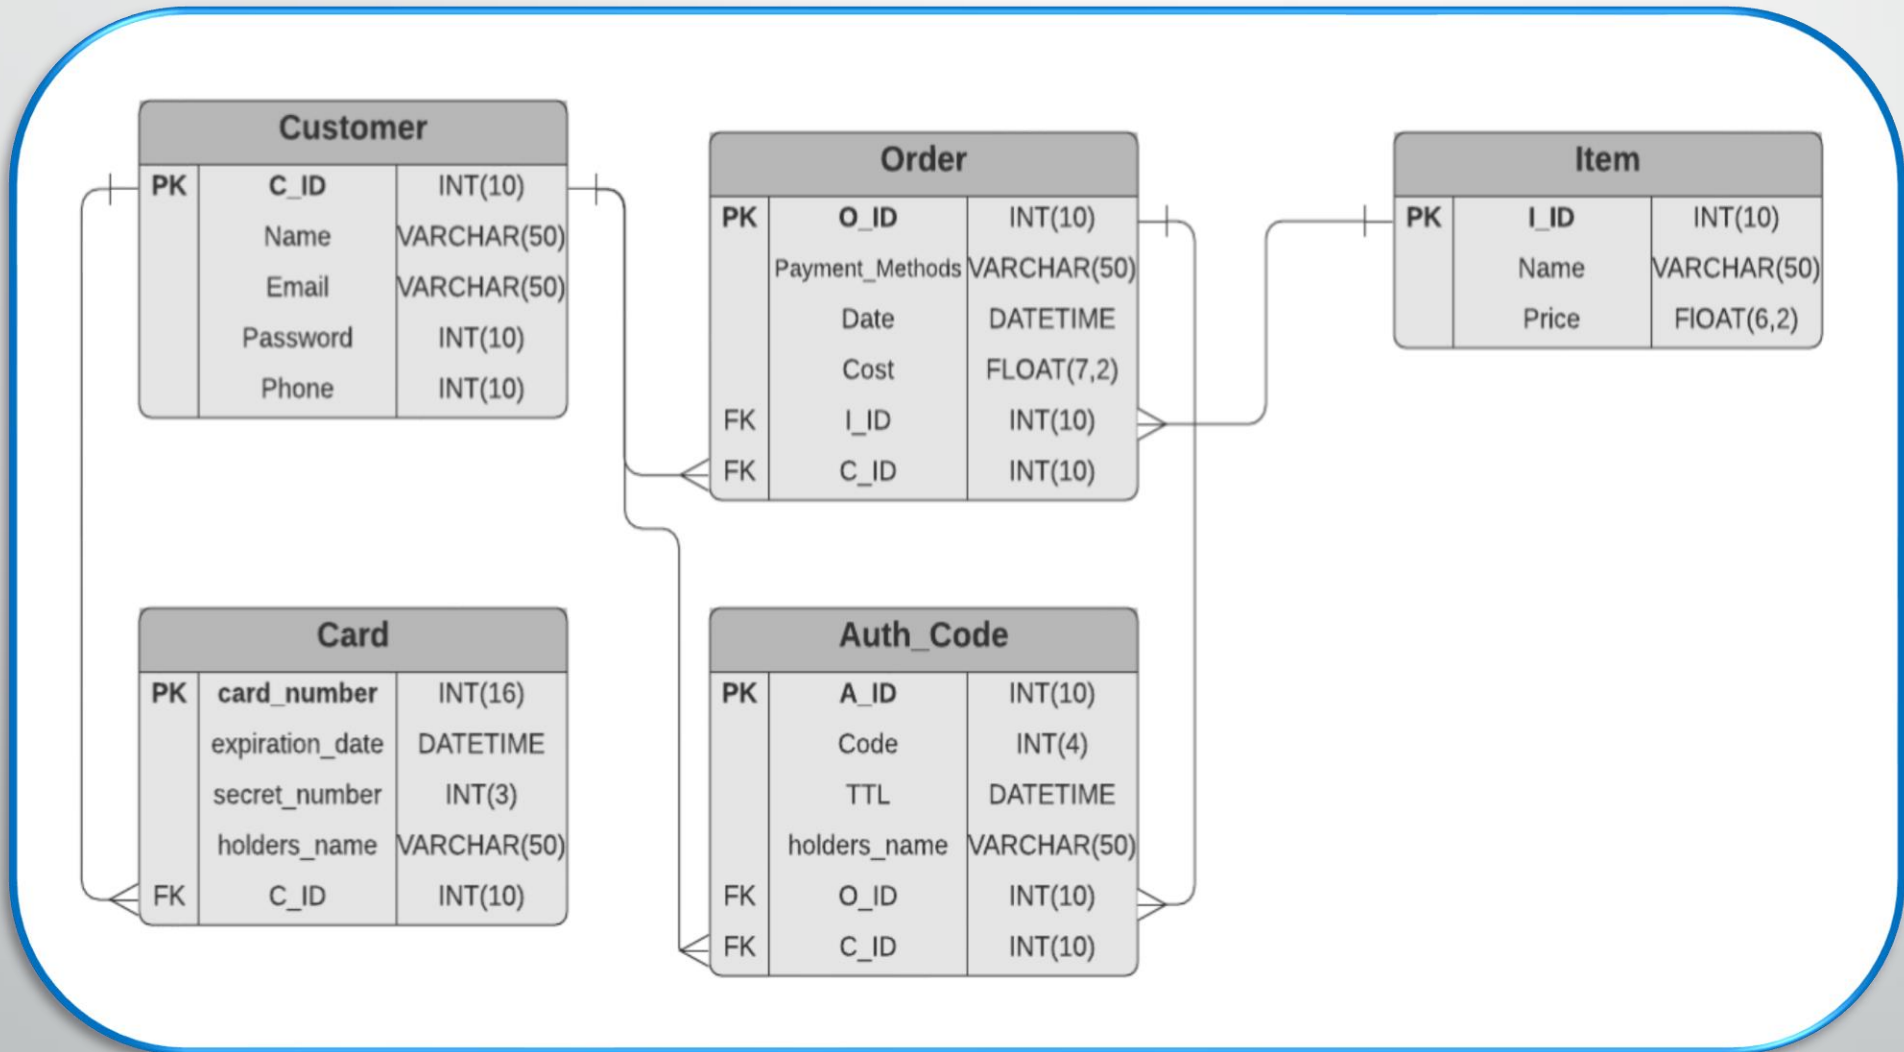 Customer
PK C_ID INT(10)
Name VARCHAR(50)
Email VARCHAR(50)
Password INT(10)
Phone INT(10)
Order
PK O_ID INT(10)
Payment_Methods VARCHAR(50)
Date DATETIME
Cost FLOAT(7,2)
FK I_ID INT(10)
FK C_ID INT(10)
Item
PK I_ID INT(10)
Name VARCHAR(50)
Price FlOAT(6,2)
Card
PK card_number INT(16)
expiration_date DATETIME
secret_number INT(3)
holders_name VARCHAR(50)
FK C_ID INT(10)
Auth_Code
PK A_ID INT(10)
Code INT(4)
TTL DATETIME
holders_name VARCHAR(50)
FK O_ID INT(10)
FK C_ID INT(10)